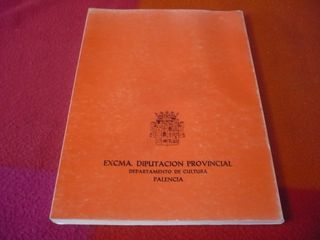 EXCMA. DIPUTACION PROVINCIAL
DEPARTAMENTO DE CULTURA
PALENCIA